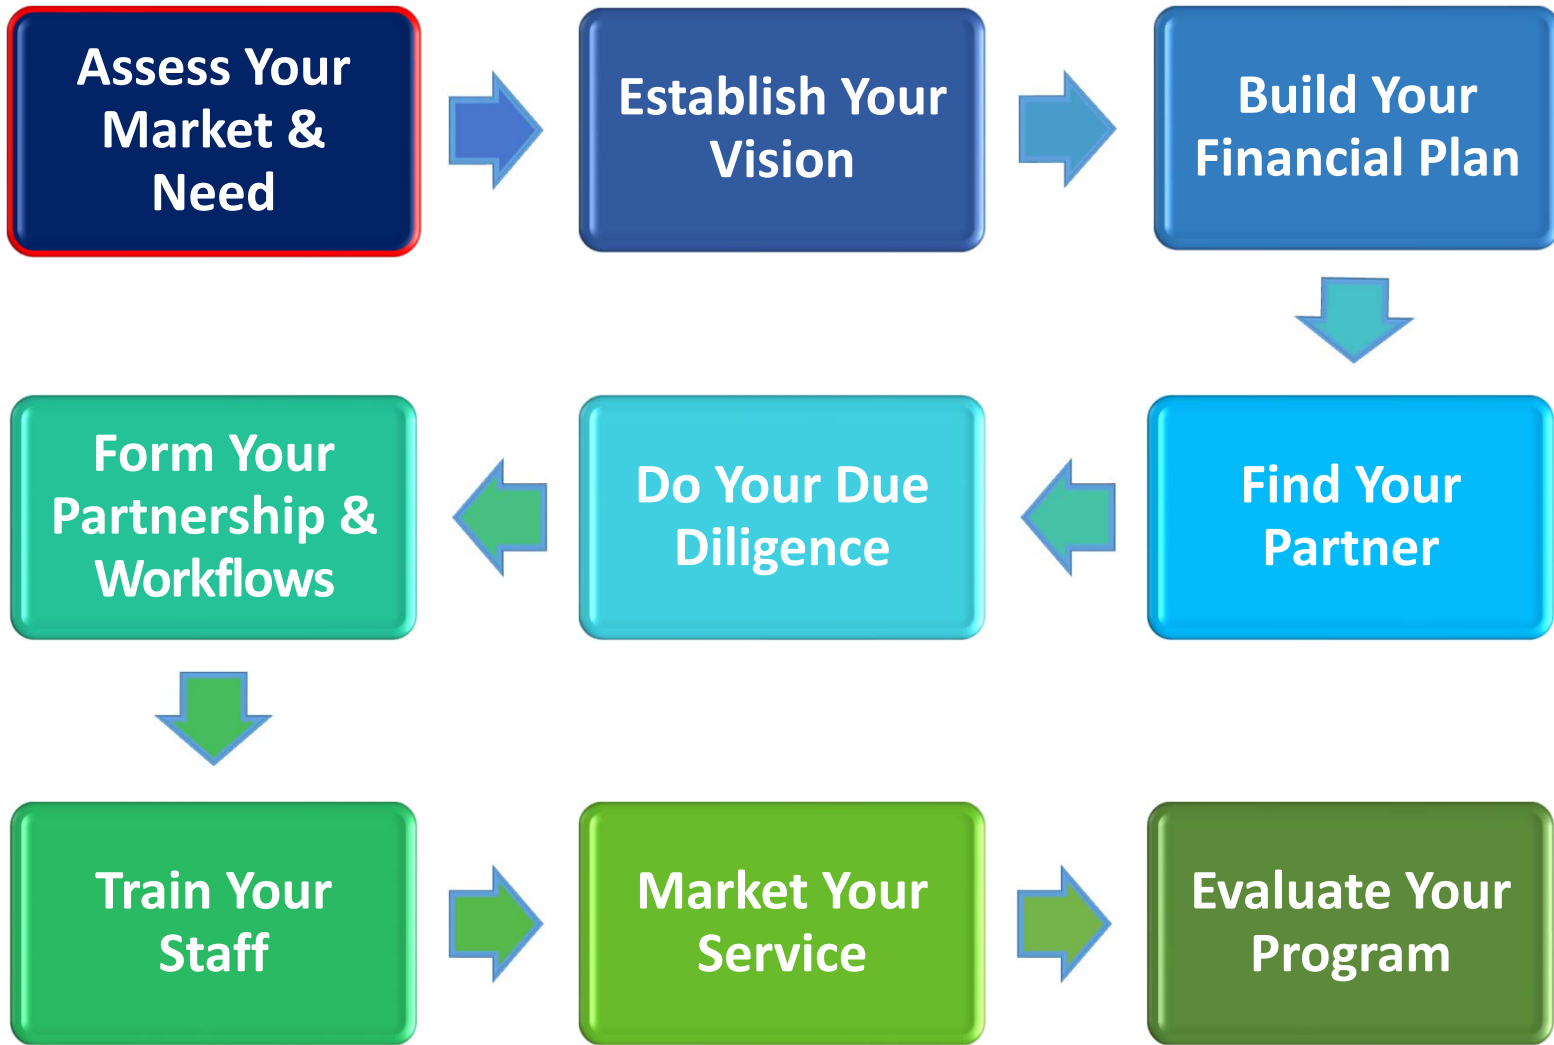 Assess Your
Market &
Need
Establish Your
Vision
Build Your
Financial Plan
Find Your
Partner
Do Your Due
Diligence
Form Your
Partnership &
Workflows
Train Your
Staff
Market Your
Service
Evaluate Your
Program